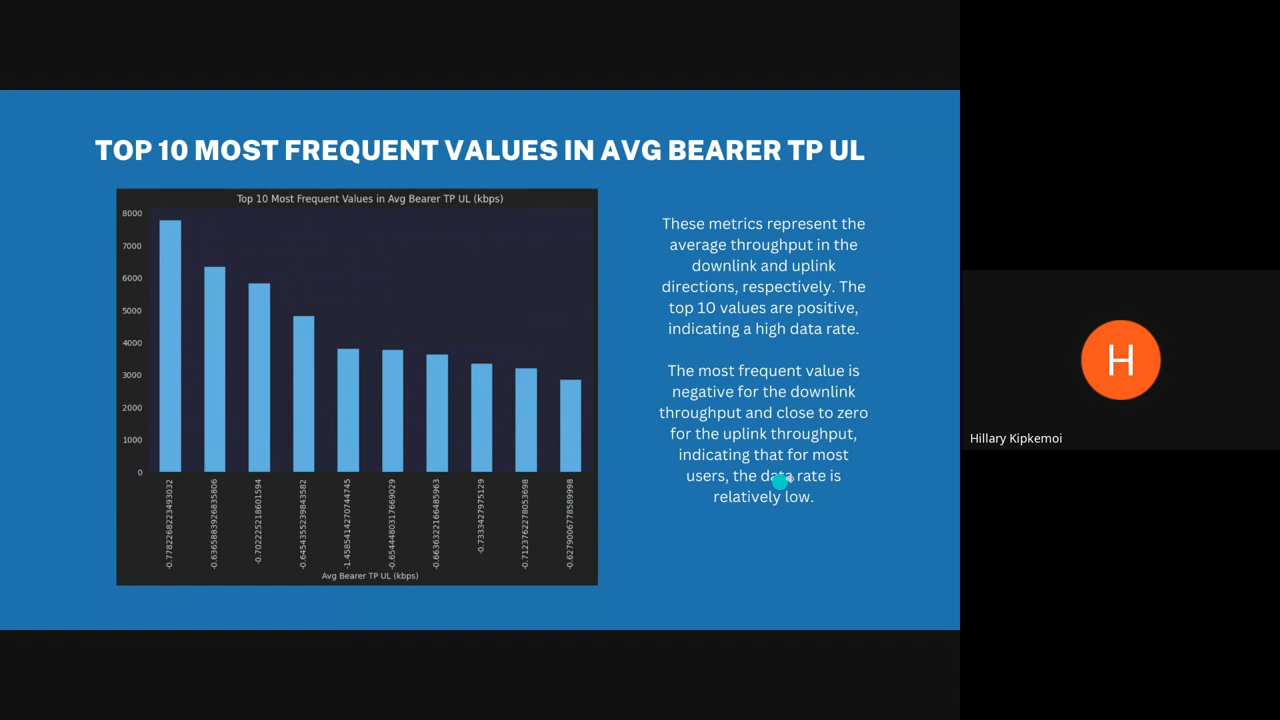 TOP 10 MOST FREQUENT VALUES IN AVG BEARER TP UL
Top 10 Most Frequent Values in Avg Bearer TP UL (kbps)
8000
7000
6000
5000
4000
3000
2000
1000
0
-0.7782268223493032
-0.6365883926835806
-0.702225218601594
-0.6454355239843582
-1.4585414270744745
-0.6544480317669029
-0.6636322166485963
-0.7333427975129
-0.7123762278053698
-0.6279006778589998
Avg Bearer TP UL (kbps)
These metrics represent the
average throughput in the
downlink and uplink
directions, respectively. The
top 10 values are positive,
indicating a high data rate.
The most frequent value is
negative for the downlink
throughput and close to zero
for the uplink throughput,
indicating that for most
users, the data rate is
relatively low.
H
Hillary Kipkemoi